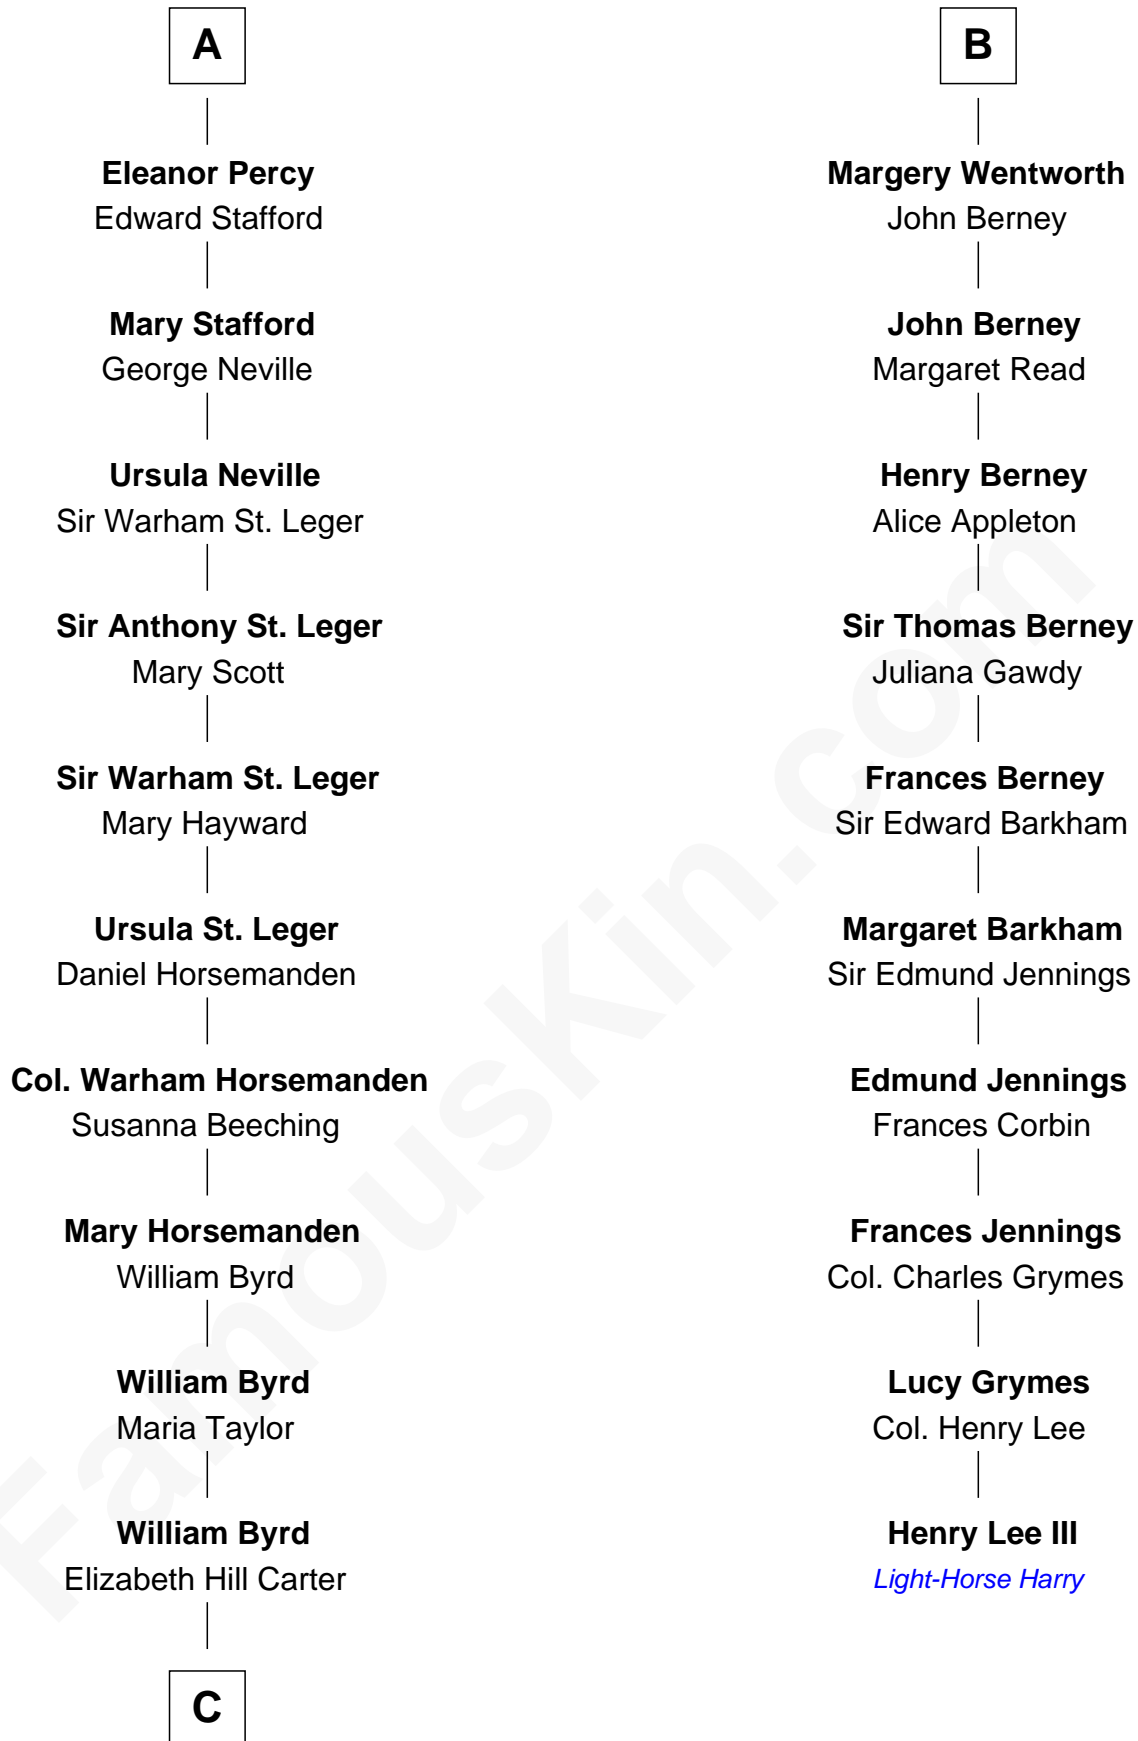 A
Eleanor Percy
Edward Stafford
Mary Stafford
George Neville
Ursula Neville
Sir Warham St. Leger
Sir Anthony St. Leger
Mary Scott
Sir Warham St. Leger
Mary Hayward
Ursula St. Leger
Daniel Horsemanden
Col. Warham Horsemanden
Susanna Beeching
Mary Horsemanden
William Byrd
William Byrd
Maria Taylor
William Byrd
Elizabeth Hill Carter
C
B
Margery Wentworth
John Berney
John Berney
Margaret Read
Henry Berney
Alice Appleton
Sir Thomas Berney
Juliana Gawdy
Frances Berney
Sir Edward Barkham
Margaret Barkham
Sir Edmund Jennings
Edmund Jennings
Frances Corbin
Frances Jennings
Col. Charles Grymes
Lucy Grymes
Col. Henry Lee
Henry Lee III
Light-Horse Harry
FamousKin.com